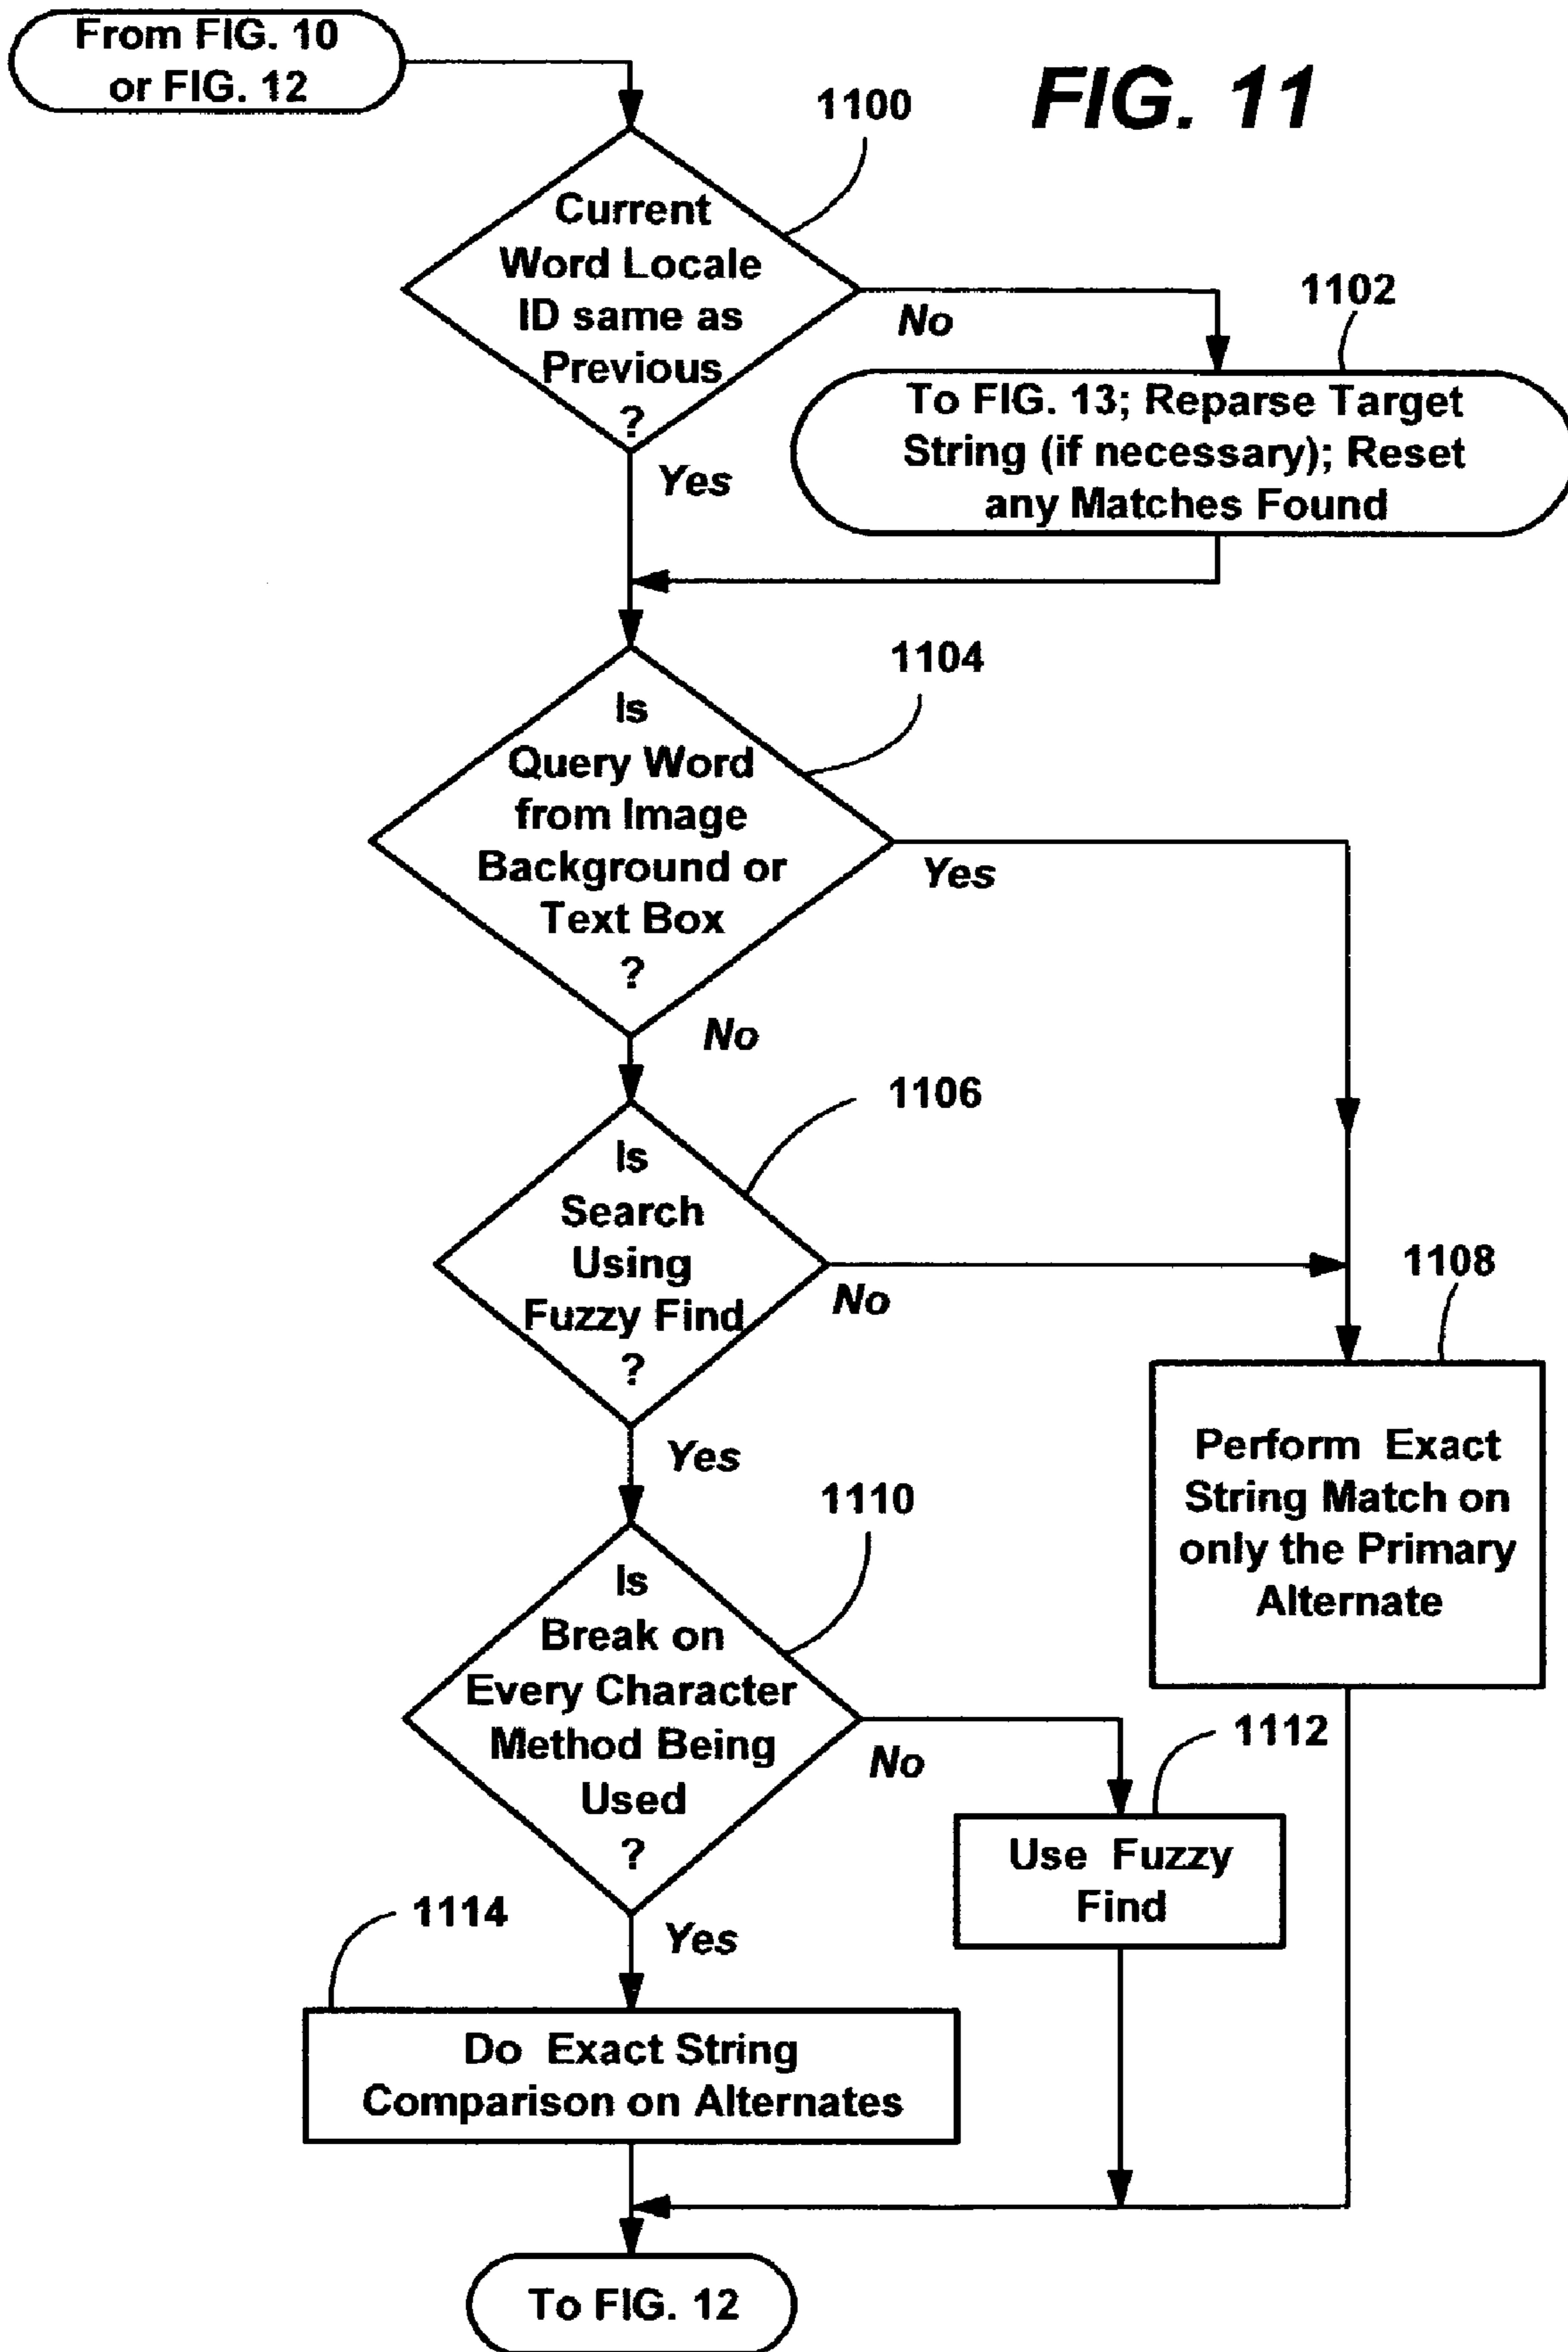 From FIG. 10
or FIG. 12
FIG. 11
1100
Current
Word Locale
ID same as
Previous
?
No
1102
To FIG. 13; Reparse Target
String (if necessary); Reset
any Matches Found
Yes
1104
Is
Query Word
from Image
Background or
Text Box
?
Yes
No
1106
Is
Search
Using
Fuzzy Find
?
No
1108
Perform Exact
String Match on
only the Primary
Alternate
Yes
1110
Is
Break on
Every Character
Method Being
Used
?
No
1112
Use Fuzzy
Find
Yes
1114
Do Exact String
Comparison on Alternates
To FIG. 12